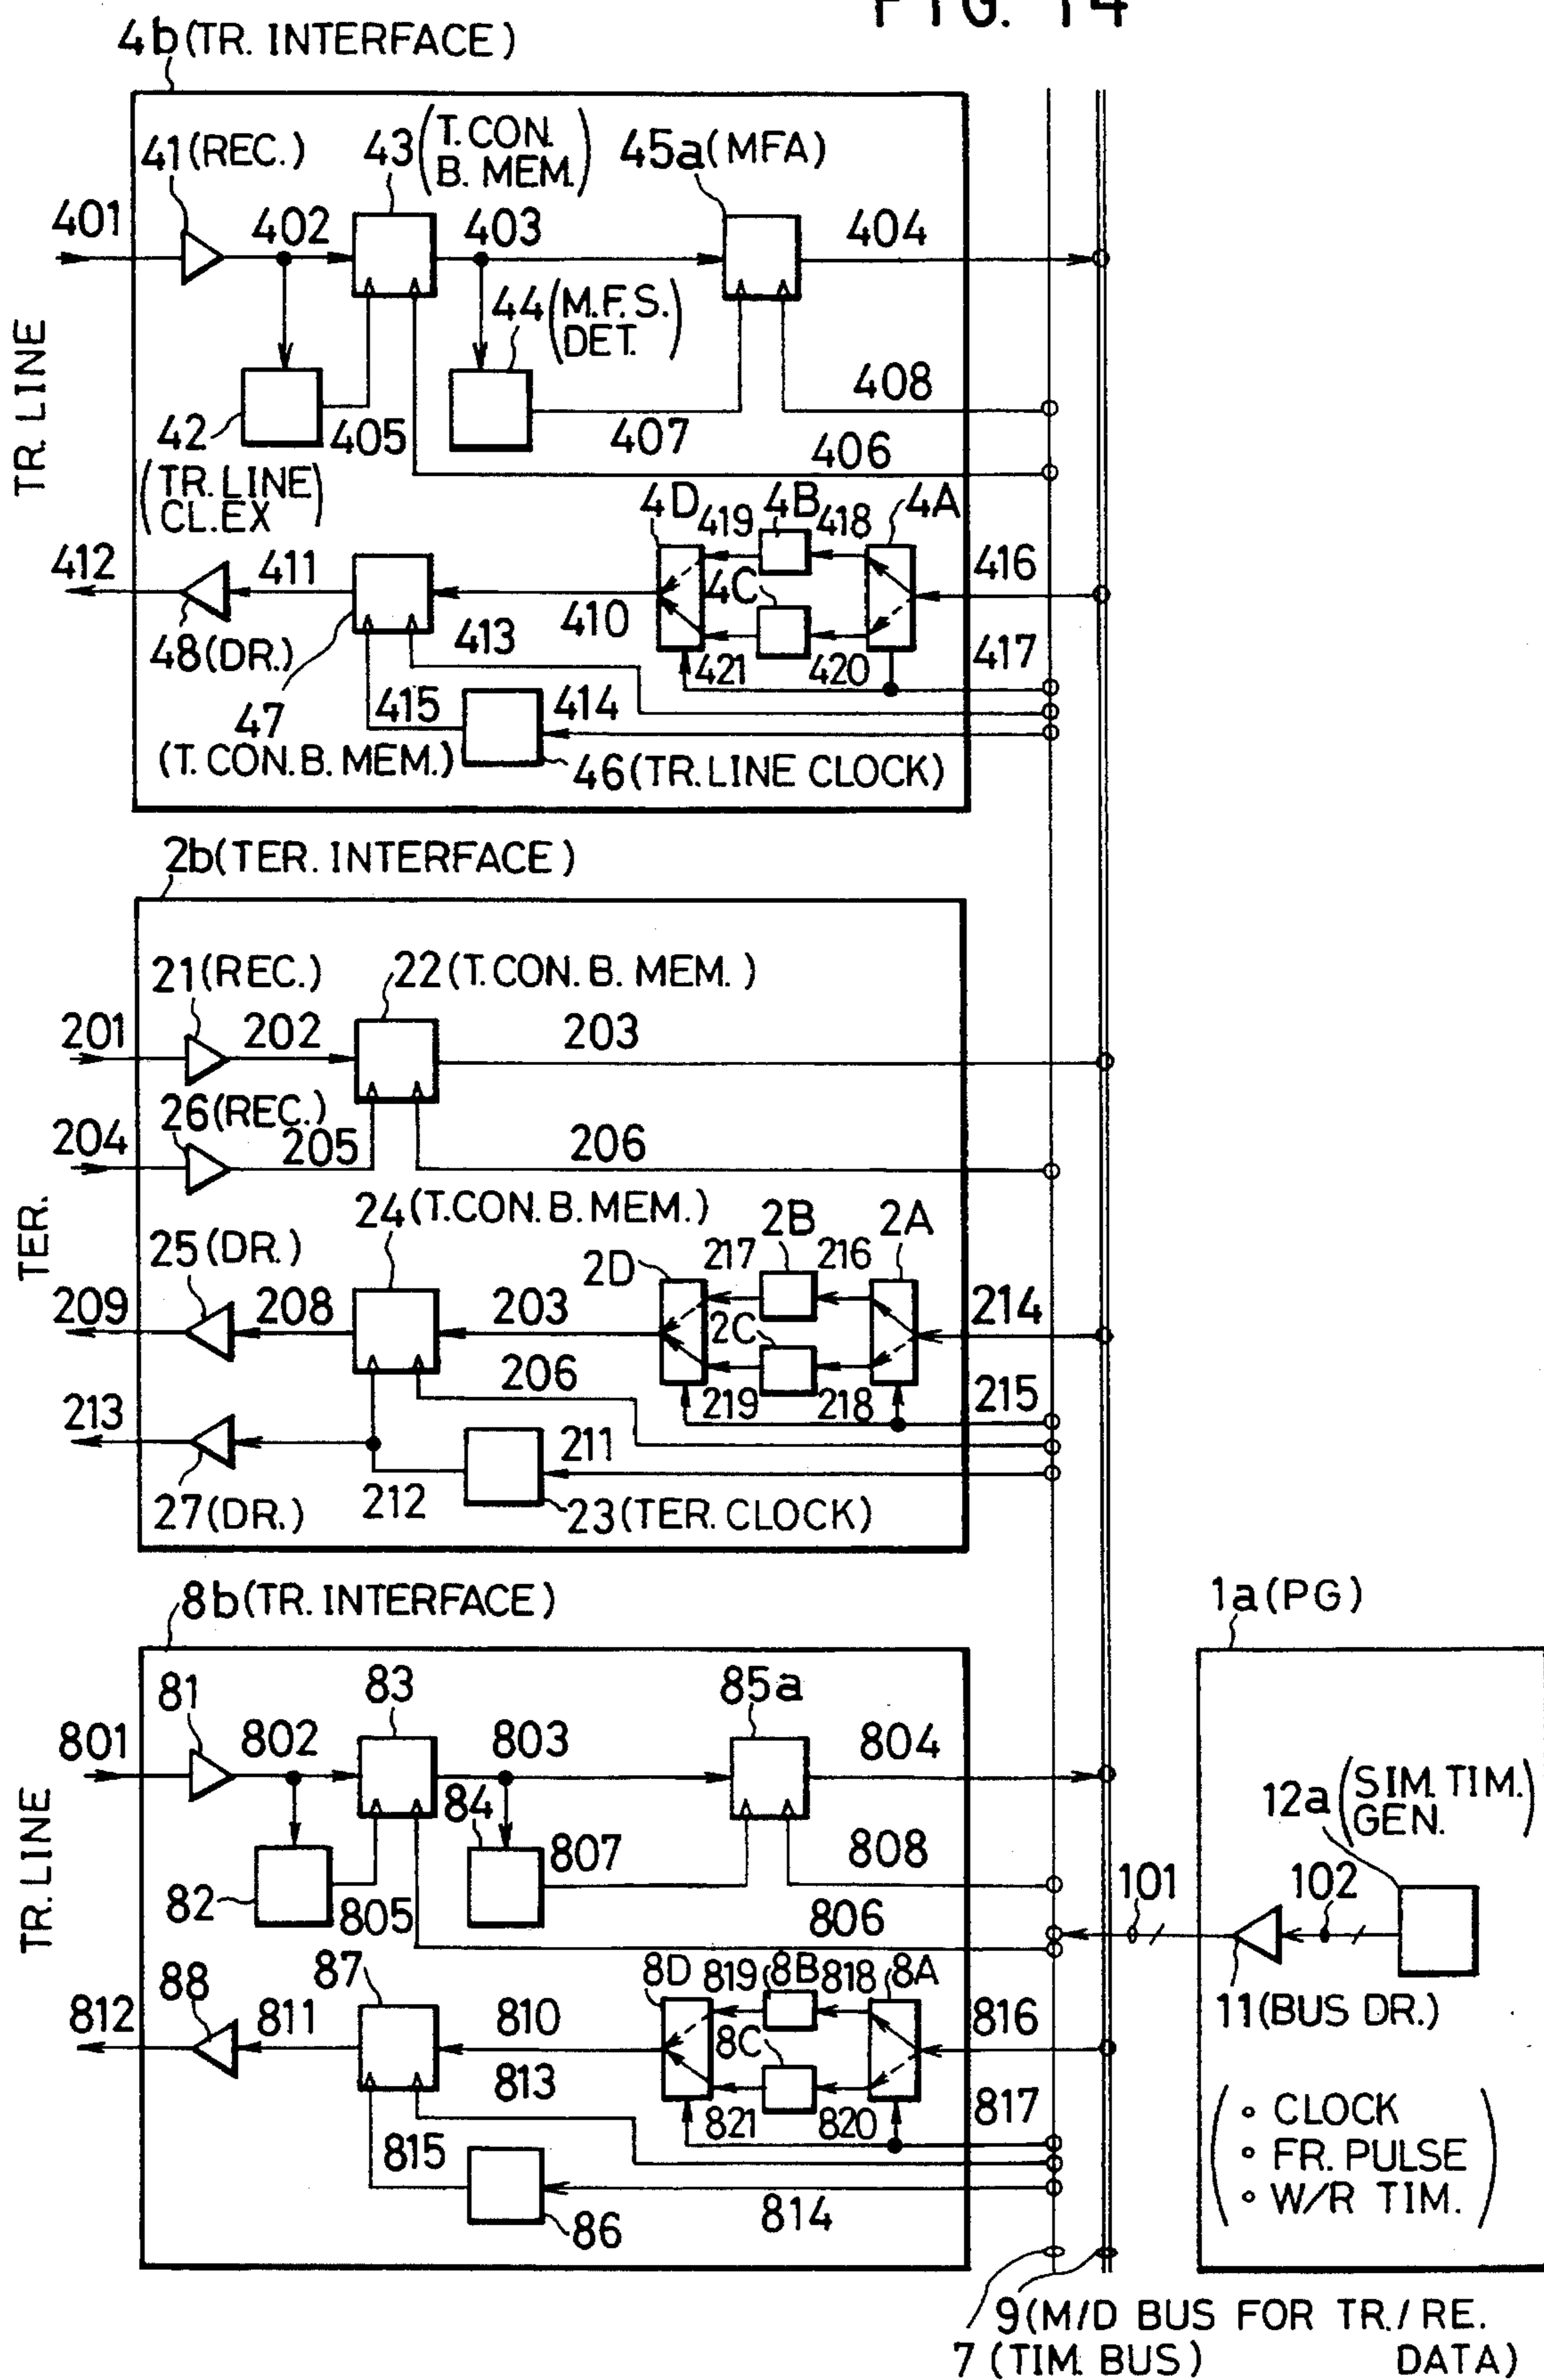 FIG. 14
4b (TR. INTERFACE)
41 (REC.)
43 (T.CON.
B. MEM.)
45a (MFA)
401
402
403
404
44 (M.F.S.
DET.)
408
42
405
407
406
(TR. LINE
CL.EX)
TR. LINE
4D
419
4B
418
4A
412
411
410
4C
416
48 (DR.)
413
421
420
417
47
(T. CON. B. MEM.)
415
414
46 (TR. LINE CLOCK)
2b (TER. INTERFACE)
21 (REC.)
22 (T. CON. B. MEM.)
201
202
203
26 (REC.)
204
205
206
TER.
24 (T.CON. B. MEM.)
25 (DR.)
2D
217
2B
216
2A
209
208
203
2C
214
206
219
218
215
213
211
27 (DR.)
212
23 (TER. CLOCK)
8b (TR. INTERFACE)
1a (PG)
81
83
85a
801
802
803
804
12a (SIM. TIM.
GEN.)
84
807
808
82
805
806
101
102
TR. LINE
88
87
8D
819
8B
818
8A
11 (BUS DR.)
812
811
810
8C
816
813
821
820
817
815
814
86
CLOCK
FR. PULSE
W/R TIM.
9 (M/D BUS FOR TR./RE.
DATA)
7 (TIM. BUS)